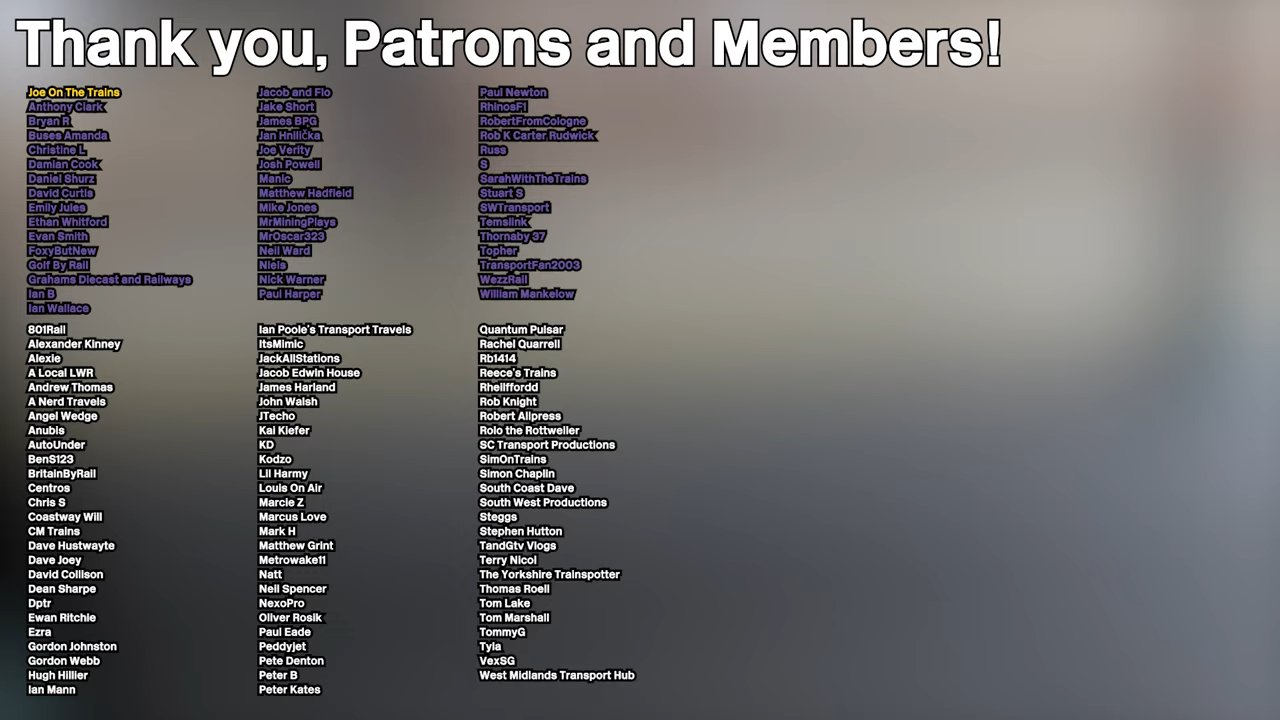 Thank you, Patrons and Members!
Joe On The Trains
Anthony Clark
Bryan R
Buses Amanda
Christine L
Damian Cook
Daniel Shurz
David Curtis
Emily Jules
Ethan Whitford
Evan Smith
FoxyButNew
Golf By Rail
Grahams Diecast and Railways
Ian B
Ian Wallace
Jacob and Flo
Jake Short
James BPG
Jan Hnilička
Joe Verity
Josh Powell
Manic
Matthew Hadfield
Mike Jones
MrMiningPlays
MrOscar323
Neil Ward
Niels
Nick Warner
Paul Harper
Paul Newton
RhinosF1
RobertFromCologne
Rob K Carter Rudwick
Russ
S
SarahWithTheTrains
Stuart S
SWTransport
Temslink
Thornaby 37
Topher
TransportFan2003
WezzRail
William Mankelow
801Rail
Alexander Kinney
Alexie
A Local LWR
Andrew Thomas
A Nerd Travels
Angel Wedge
Anubis
AutoUnder
BenS123
BritainByRail
Centros
Chris S
Coastway Will
CM Trains
Dave Hustwayte
Dave Joey
David Collison
Dean Sharpe
Dptr
Ewan Ritchie
Ezra
Gordon Johnston
Gordon Webb
Hugh Hillier
Ian Mann
Ian Poole's Transport Travels
ItsMimic
JackAllStations
Jacob Edwin House
James Harland
John Walsh
JTecho
Kai Kiefer
KD
Kodzo
Lil Harmy
Louis On Air
Marcie Z
Marcus Love
Mark H
Matthew Grint
Metrowake11
Natt
Neil Spencer
NexoPro
Oliver Rosik
Paul Eade
Peddyjet
Pete Denton
Peter B
Peter Kates
Quantum Pulsar
Rachel Quarrell
Rb1414
Reece's Trains
Rheilffordd
Rob Knight
Robert Allpress
Rolo the Rottweiler
SC Transport Productions
SimOnTrains
Simon Chaplin
South Coast Dave
South West Productions
Steggs
Stephen Hutton
TandGtv Vlogs
Terry Nicol
The Yorkshire Trainspotter
Thomas Roell
Tom Lake
Tom Marshall
TommyG
Tyla
VexSG
West Midlands Transport Hub